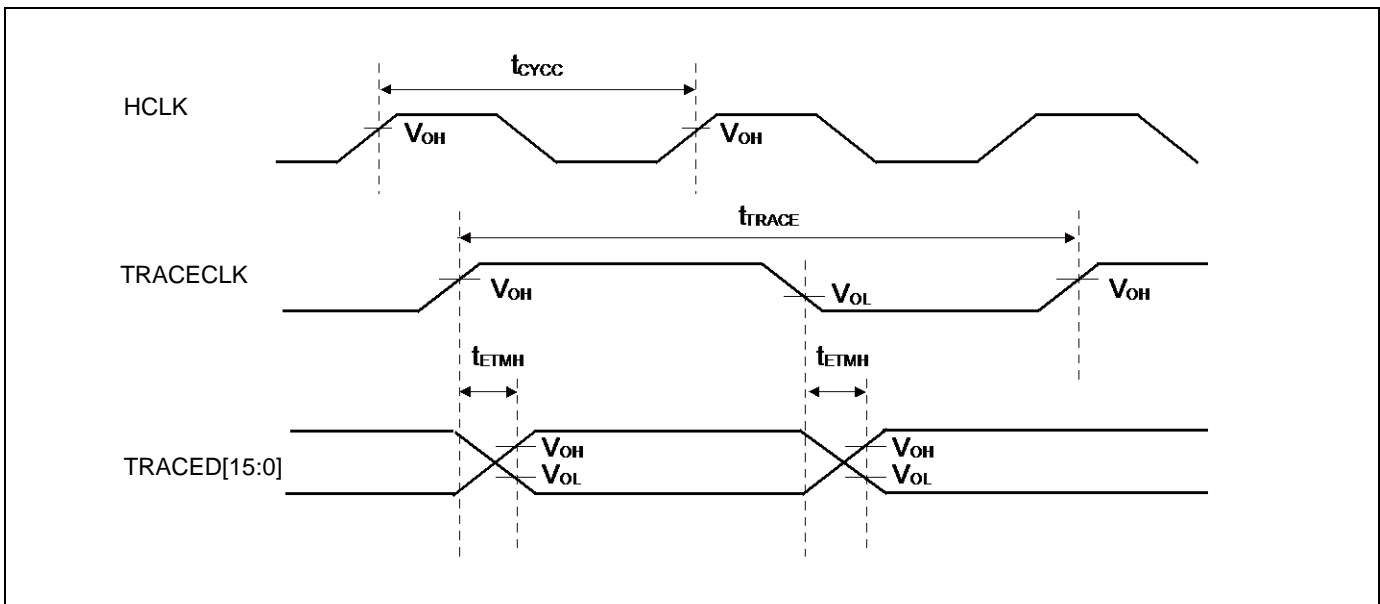 tCYCC
HCLK
VOH VOH
tTRACE
TRACECLK
VOH VOL VOH
tETMH tETMH
VOH VOH
TRACED[15:0]
VOL VOL